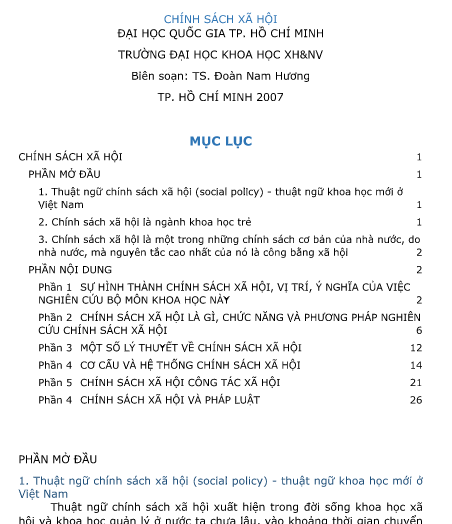 CHÍNH SÁCH XÃ HỘI
ĐẠI HỌC QUỐC GIA TP. HỒ CHÍ MINH
TRƯỜNG ĐẠI HỌC KHOA HỌC XH&NV
Biên soạn: TS. Đoàn Nam Hương
TP. HỒ CHÍ MINH 2007
MỤC LỤC
CHÍNH SÁCH XÃ HỘI 1
PHẦN MỞ ĐẦU 1
1. Thuật ngữ chính sách xã hội (social policy) - thuật ngữ khoa học mới ở
Việt Nam 1
2. Chính sách xã hội là ngành khoa học trẻ 1
3. Chính sách xã hội là một trong những chính sách cơ bản của nhà nước, do
nhà nước, mà nguyên tắc cao nhất của nó là công bằng xã hội 2
PHẦN NỘI DUNG 2
Phần 1 SỰ HÌNH THÀNH CHÍNH SÁCH XÃ HỘI, VỊ TRÍ, Ý NGHĨA CỦA VIỆC
NGHIÊN CỨU BỘ MÔN KHOA HỌC NÀY 2
Phần 2 CHÍNH SÁCH XÃ HỘI LÀ GÌ, CHỨC NĂNG VÀ PHƯƠNG PHÁP NGHIÊN
CỨU CHÍNH SÁCH XÃ HỘI 6
Phần 3 MỘT SỐ LÝ THUYẾT VỀ CHÍNH SÁCH XÃ HỘI 12
Phần 4 CƠ CẤU VÀ HỆ THỐNG CHÍNH SÁCH XÃ HỘI 14
Phần 5 CHÍNH SÁCH XÃ HỘI CÔNG TÁC XÃ HỘI 21
Phần 4 CHÍNH SÁCH XÃ HỘI VÀ PHÁP LUẬT 26
PHẦN MỞ ĐẦU
1. Thuật ngữ chính sách xã hội (social policy) - thuật ngữ khoa học mới ở
Việt Nam
Thuật ngữ chính sách xã hội xuất hiện trong đời sống khoa học xã
hội và khoa học quản lý ở nước ta chưa lâu, vào khoảng thời gian chuyển